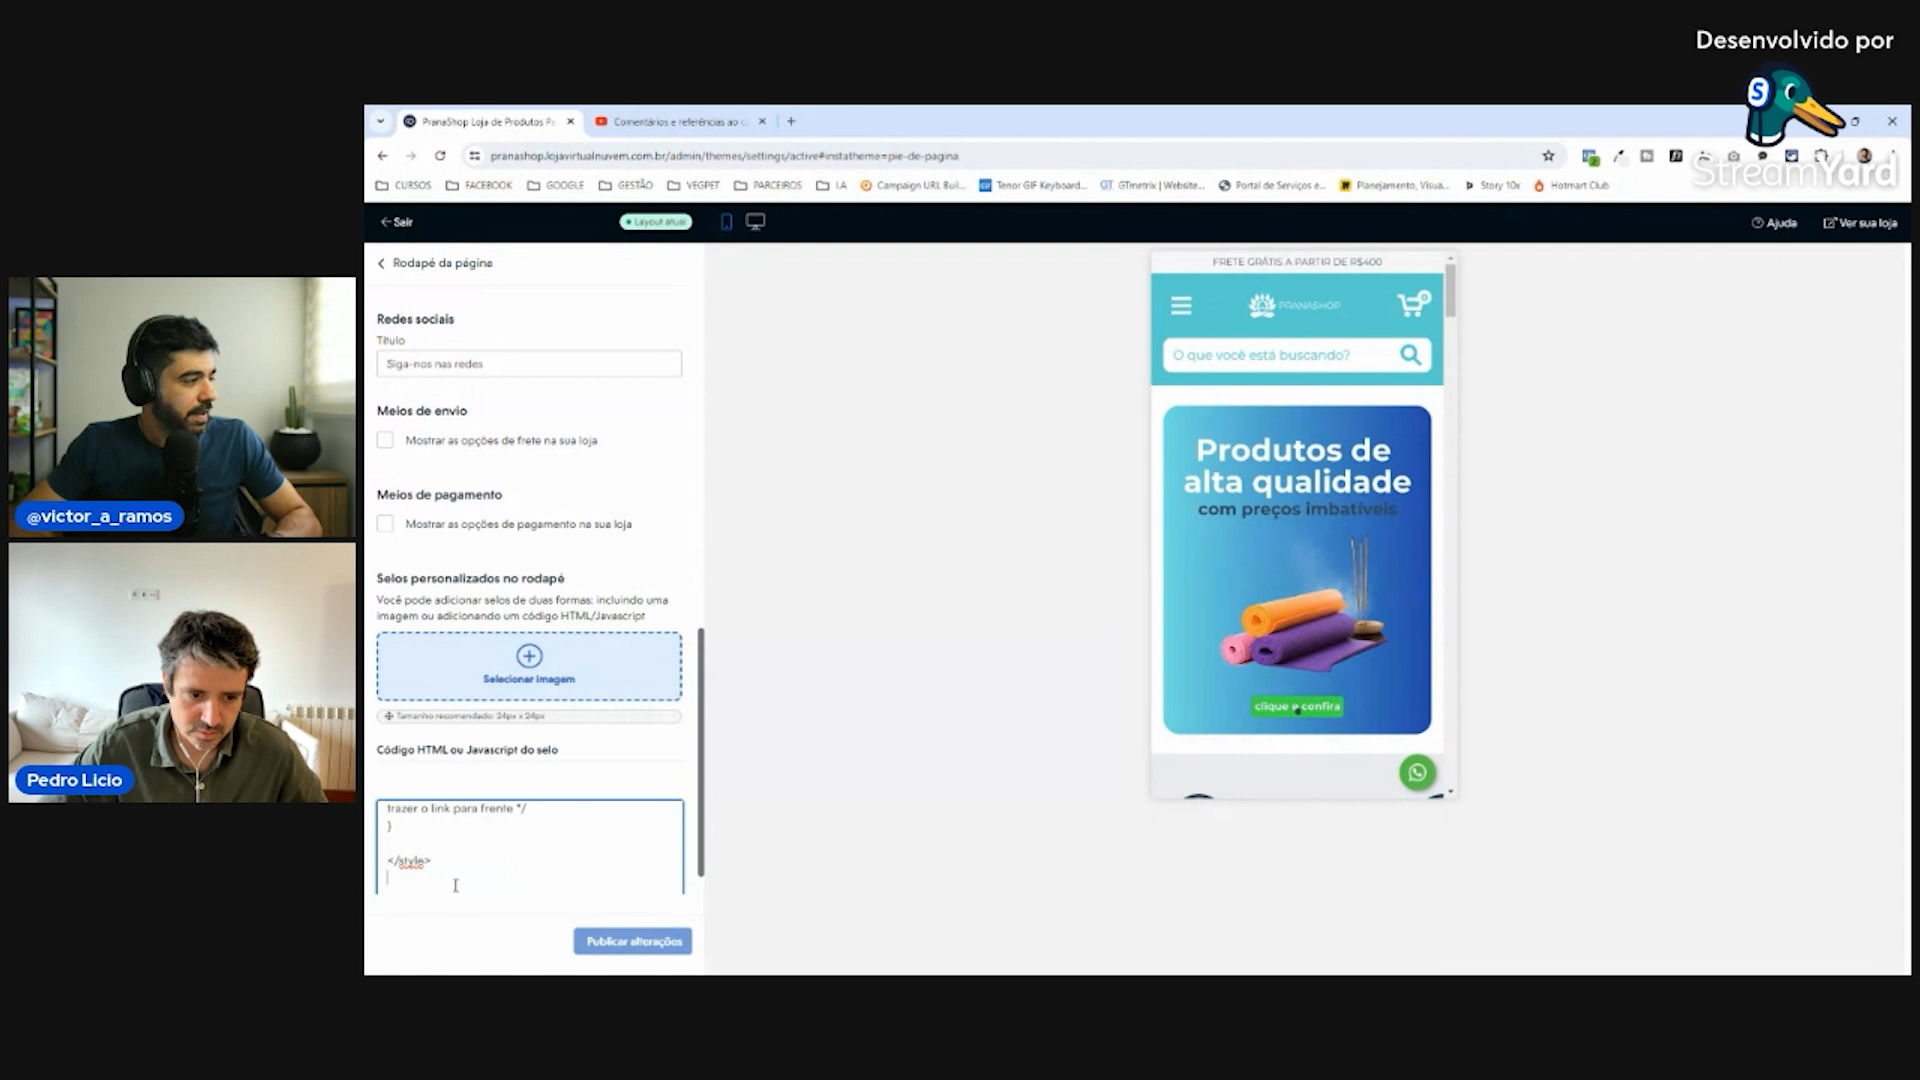 Desenvolvido por
S
StreamYard
PranaShop Loja de Produtos Pa
Comentários e referências ao c
pranashop.lojavirtualnuvem.com.br/admin/themes/settings/active#instatheme=pie-de-pagina
CURSOS
FACEBOOK
GOOGLE
GESTÃO
VEGPET
PARCEIROS
LA
Campaign URL Buil...
Tenor GIF Keyboard...
GTmetrix | Website...
Portal de Serviços e...
Planejamento, Visua...
Story 10x
Hotmart Club
Sair
Layout atual
Ajuda
Ver sua loja
Rodapé da página
Redes sociais
Título
Siga-nos nas redes
Meios de envio
Mostrar as opções de frete na sua loja
Meios de pagamento
Mostrar as opções de pagamento na sua loja
Selos personalizados no rodapé
Você pode adicionar selos de duas formas: incluindo uma
imagem ou adicionando um código HTML/Javascript
Selecionar imagem
Tamanho recomendado: 24px x 24px
Código HTML ou Javascript do selo
trazer o link para frente */
}
</style>
Publicar alterações
FRETE GRÁTIS A PARTIR DE R$400
PRANASHOP
0
O que você está buscando?
Produtos de
alta qualidade
com preços imbatíveis
clique e confira
@victor_a_ramos
Pedro Licio